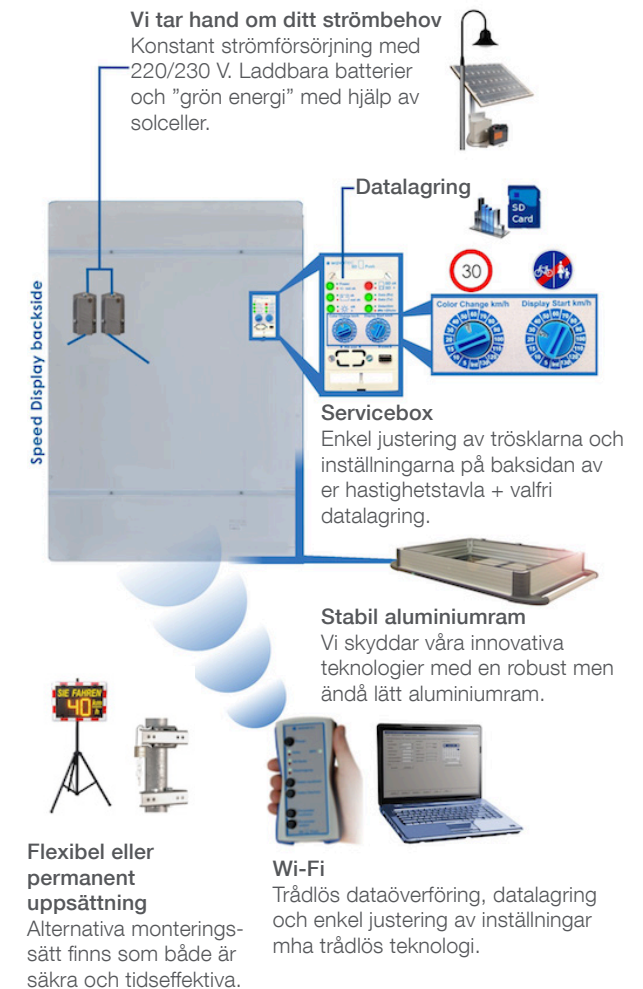 Vi tar hand om ditt strömbehov
Konstant strömförsörjning med
220/230 V. Laddbara batterier
och ”grön energi” med hjälp av
solceller.
Datalagring
SD
Card
30
Speed Display backside
Color Change km/h
Display Start km/h
Servicebox
Enkel justering av trösklarna och
inställningarna på baksidan av
er hastighetstavla + valfri
datalagring.
Stabil aluminiumram
Vi skyddar våra innovativa
teknologier med en robust men
ändå lätt aluminiumram.
SIE FAHREN
40 km
h
Flexibel eller
permanent
uppsättning
Alternativa monterings-
sätt finns som både är
säkra och tidseffektiva.
Wi-Fi
Trådlös dataöverföring, datalagring
och enkel justering av inställningar
mha trådlös teknologi.